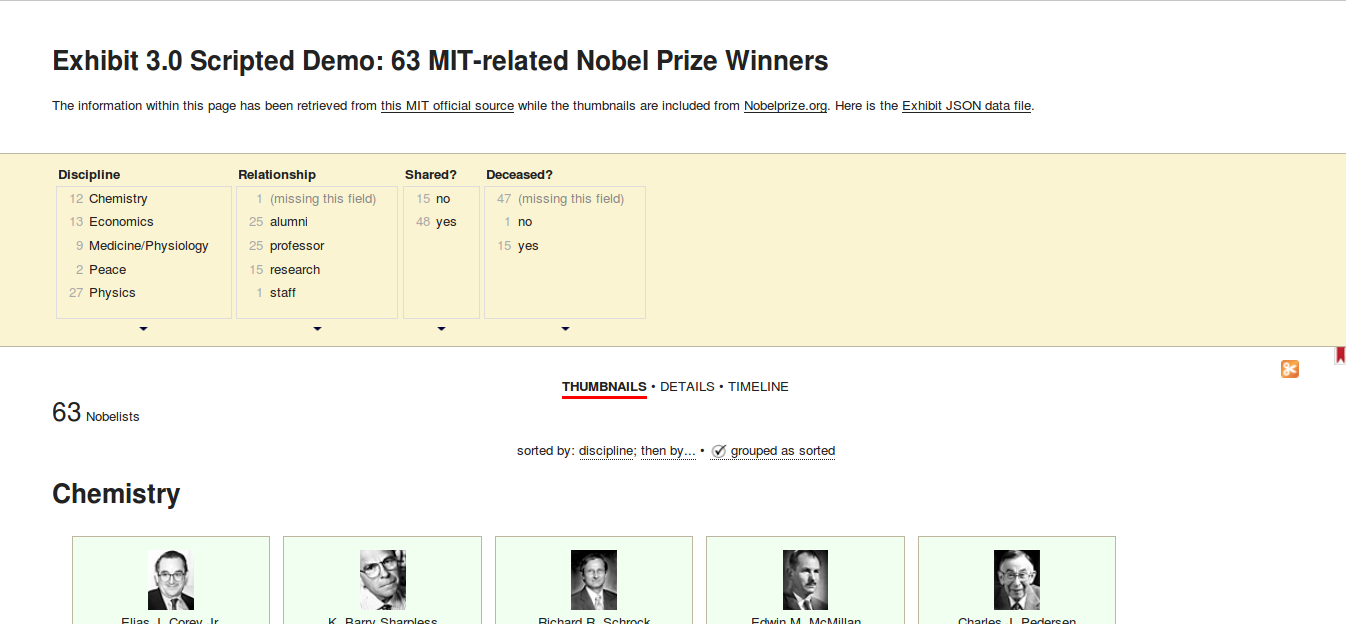 Exhibit 3.0 Scripted Demo: 63 MIT-related Nobel Prize Winners
The information within this page has been retrieved from this MIT official source while the thumbnails are included from Nobelprize.org. Here is the Exhibit JSON data file.
Discipline
12 Chemistry
13 Economics
9 Medicine/Physiology
2 Peace
27 Physics
Relationship
1 (missing this field)
25 alumni
25 professor
15 research
1 staff
Shared?
15 no
48 yes
Deceased?
47 (missing this field)
1 no
15 yes
THUMBNAILS • DETAILS • TIMELINE
63 Nobelists
sorted by: discipline; then by... • grouped as sorted
Chemistry
Elias J. Corey, Jr.
K. Barry Sharpless
Richard R. Schrock
Edwin M. McMillan
Charles J. Pedersen